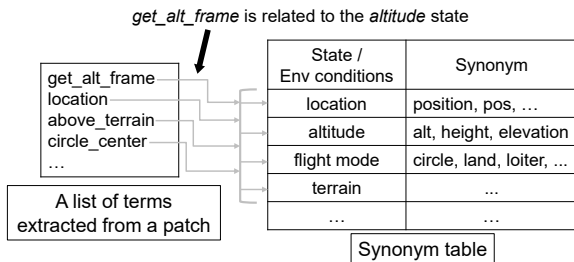 get_alt_frame is related to the altitude state
get_alt_frame
location
above_terrain
circle_center
…
A list of terms
extracted from a patch
State /
Env conditions
Synonym
location
position, pos, …
altitude
alt, height, elevation
flight mode
circle, land, loiter, ...
terrain
...
…
…
Synonym table